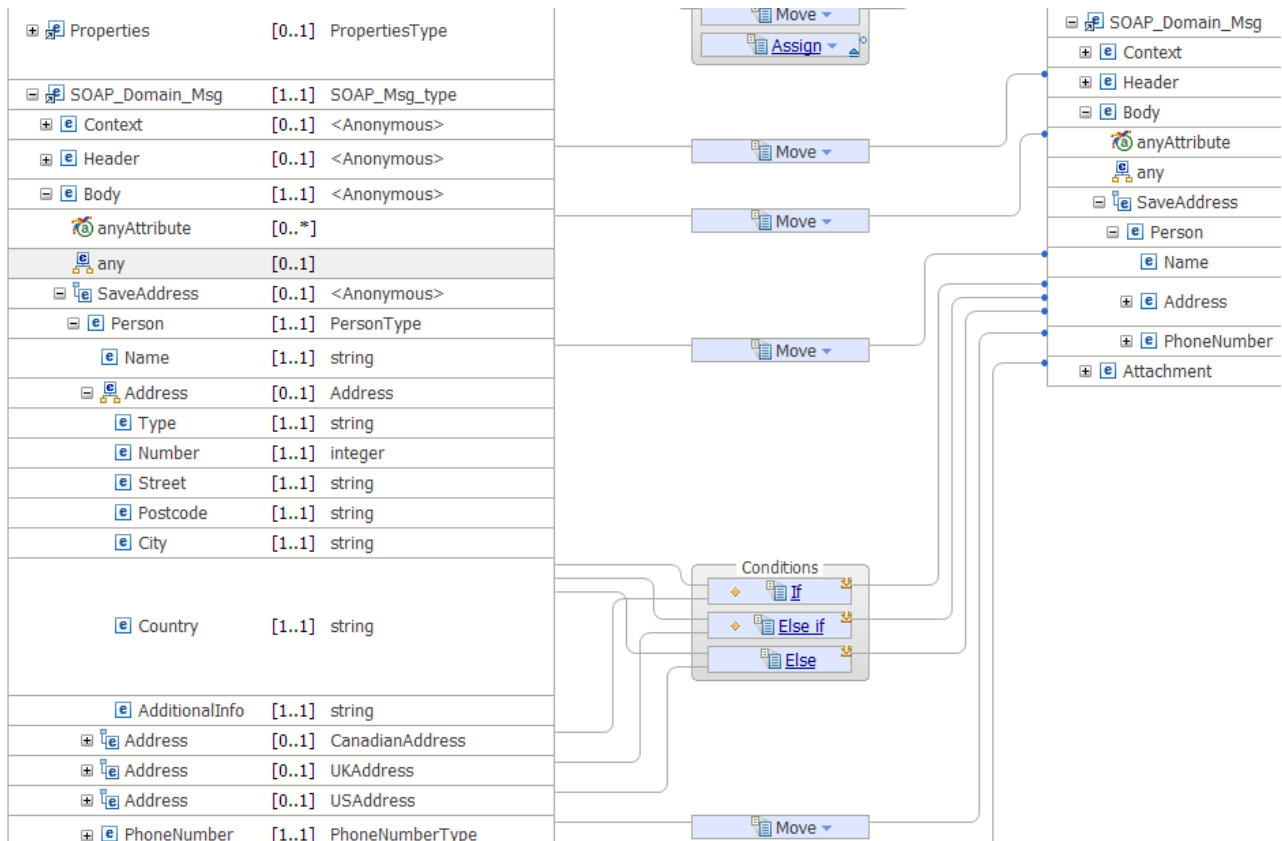 Properties [0..1] PropertiesType
SOAP_Domain_Msg [1..1] SOAP_Msg_type
Context [0..1] <Anonymous>
Header [0..1] <Anonymous>
Body [1..1] <Anonymous>
anyAttribute [0..*]
any [0..1]
SaveAddress [0..1] <Anonymous>
Person [1..1] PersonType
Name [1..1] string
Address [0..1] Address
Type [1..1] string
Number [1..1] integer
Street [1..1] string
Postcode [1..1] string
City [1..1] string
Country [1..1] string
AdditionalInfo [1..1] string
Address [0..1] CanadianAddress
Address [0..1] UKAddress
Address [0..1] USAddress
PhoneNumber [1..1] PhoneNumberType
Move
Assign
Move
Move
Move
Conditions
If
Else if
Else
Move
SOAP_Domain_Msg
Context
Header
Body
anyAttribute
any
SaveAddress
Person
Name
Address
PhoneNumber
Attachment